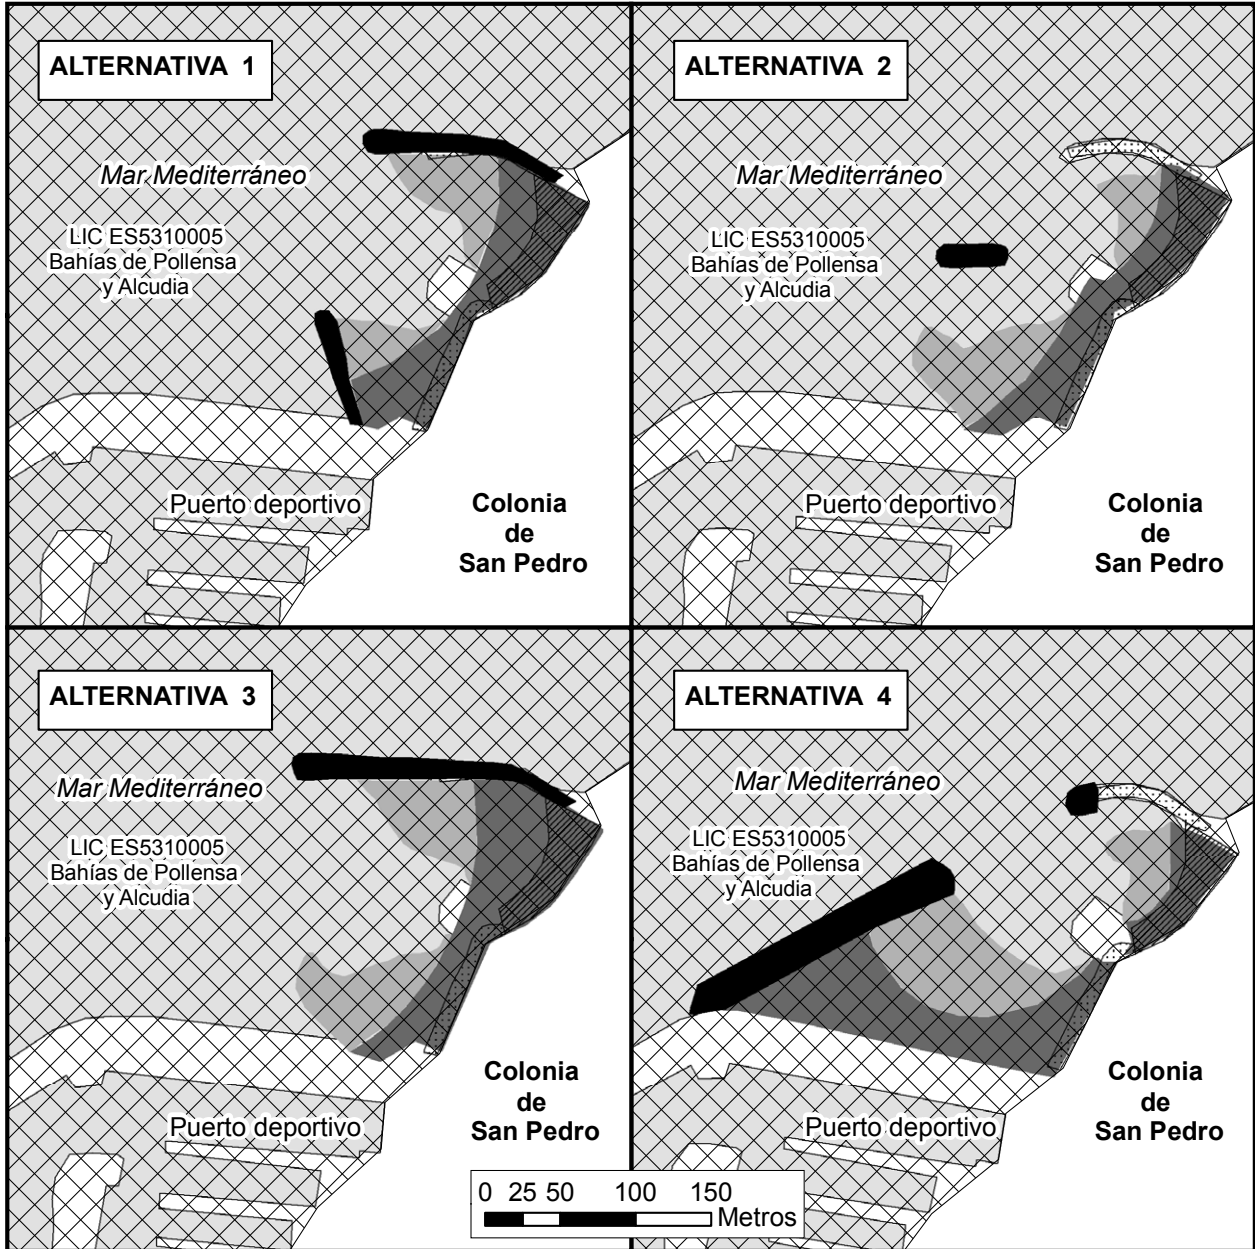 ALTERNATIVA 1
Mar Mediterráneo
LIC ES5310005
Bahías de Pollensa
y Alcudia
Puerto deportivo
Colonia
de
San Pedro
ALTERNATIVA 2
Mar Mediterráneo
LIC ES5310005
Bahías de Pollensa
y Alcudia
Puerto deportivo
Colonia
de
San Pedro
ALTERNATIVA 3
Mar Mediterráneo
LIC ES5310005
Bahías de Pollensa
y Alcudia
Puerto deportivo
Colonia
de
San Pedro
ALTERNATIVA 4
Mar Mediterráneo
LIC ES5310005
Bahías de Pollensa
y Alcudia
Puerto deportivo
Colonia
de
San Pedro
0 25 50 100 150
Metros